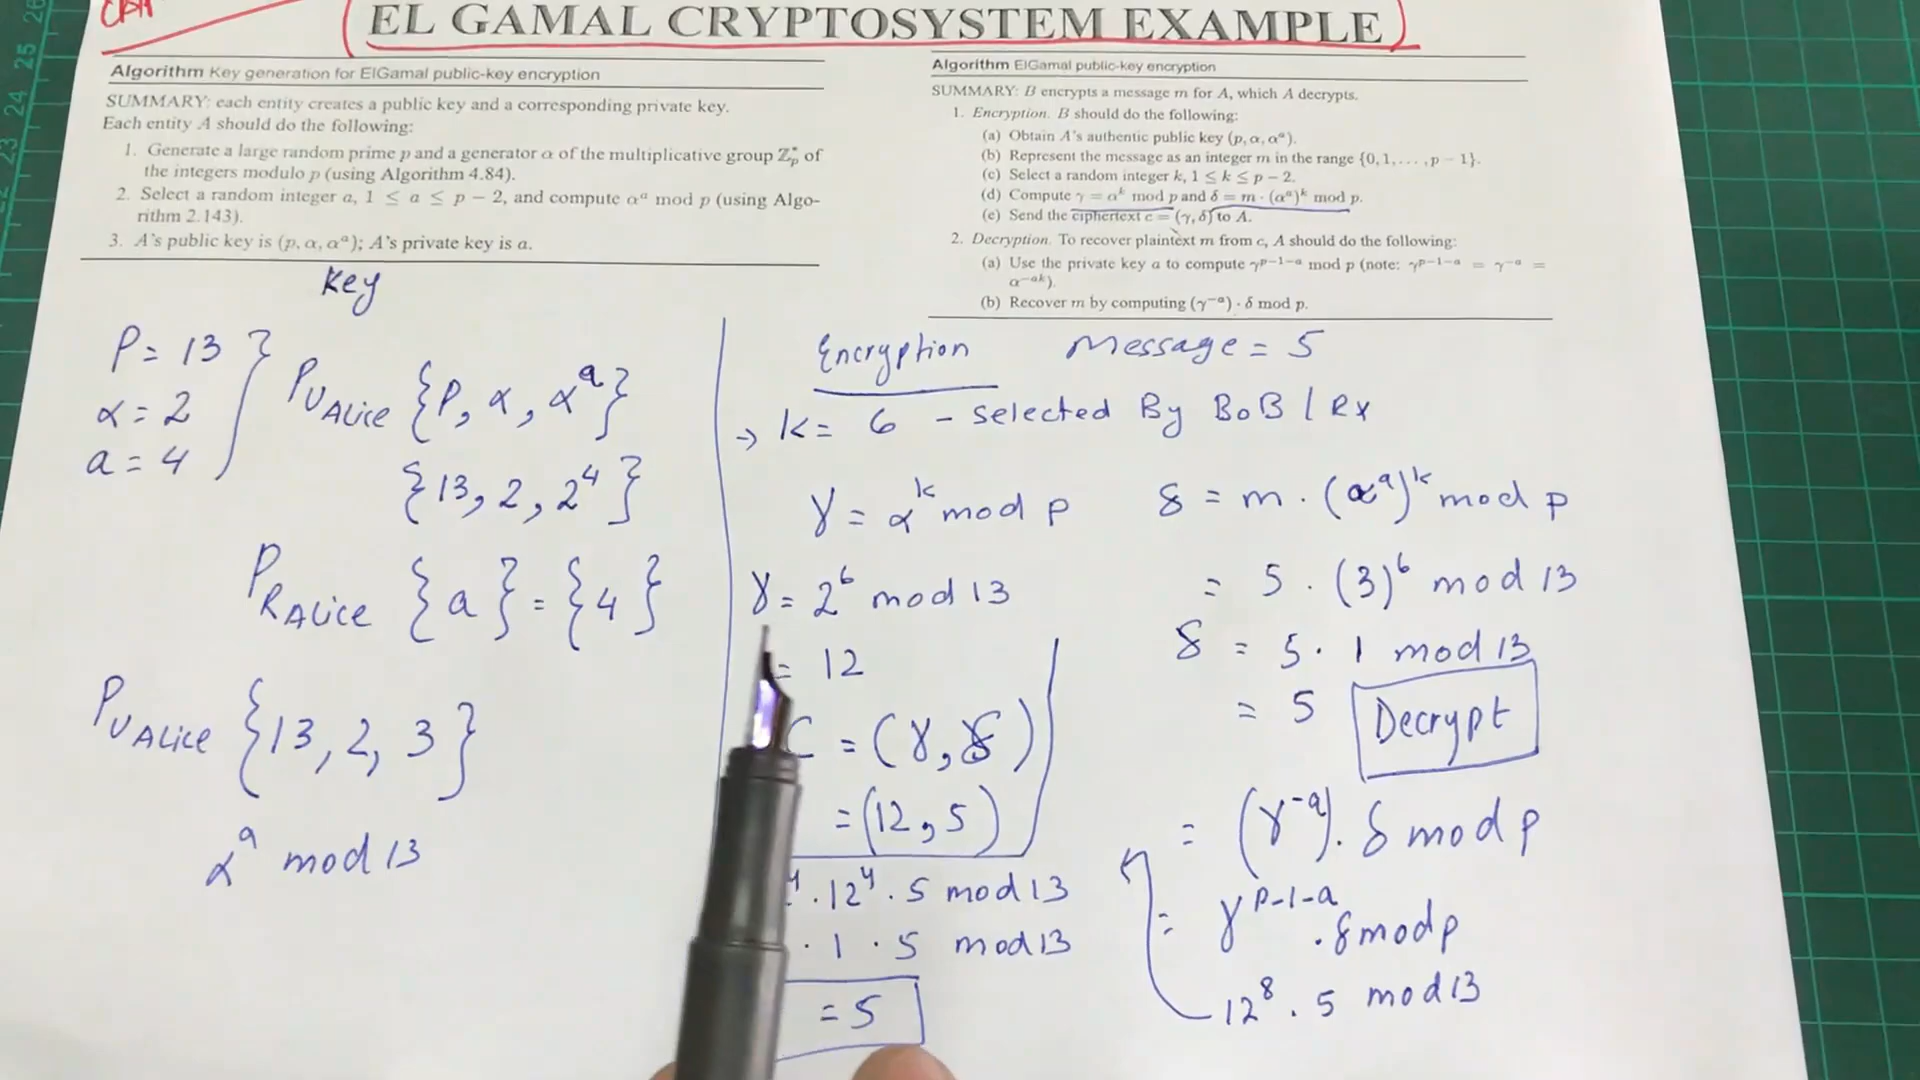 EL GAMAL CRYPTOSYSTEM EXAMPLE
Algorithm Key generation for ElGamal public-key encryption
SUMMARY: each entity creates a public key and a corresponding private key.
Each entity A should do the following:
1. Generate a large random prime p and a generator α of the multiplicative group ℤ*ₚ of
the integers modulo p (using Algorithm 4.84).
2. Select a random integer a, 1 ≤ a ≤ p − 2, and compute αᵃ mod p (using Algo-
rithm 2.143).
3. A's public key is (p, α, αᵃ); A's private key is a.
Algorithm ElGamal public-key encryption
SUMMARY: B encrypts a message m for A, which A decrypts.
1. Encryption. B should do the following:
(a) Obtain A's authentic public key (p, α, αᵃ).
(b) Represent the message as an integer m in the range {0, 1, . . . , p − 1}.
(c) Select a random integer k, 1 ≤ k ≤ p − 2.
(d) Compute γ = αᵏ mod p and δ = m · (αᵃ)ᵏ mod p.
(e) Send the ciphertext c = (γ, δ) to A.
2. Decryption. To recover plaintext m from c, A should do the following:
(a) Use the private key a to compute γᵖ⁻¹⁻ᵃ mod p (note: γᵖ⁻¹⁻ᵃ = γ⁻ᵃ =
α⁻ᵃᵏ).
(b) Recover m by computing (γ⁻ᵃ) · δ mod p.
Key
P = 13
α = 2
a = 4
PU Alice {P, α, αᵃ}
{13, 2, 2⁴}
PR Alice {a} = {4}
PU Alice {13, 2, 3}
αᵃ mod 13
Encryption Message = 5
→ K = 6 - Selected By BoB / Rx
γ = αᵏ mod p
γ = 2⁶ mod 13
= 12
C = (γ, δ)
= (12, 5)
· 12⁴ · 5 mod 13
· 1 · 5 mod 13
= 5
δ = m · (αᵃ)ᵏ mod p
= 5 · (3)⁶ mod 13
δ = 5 · 1 mod 13
= 5
Decrypt
= (γ⁻ᵃ) · δ mod p
= γᵖ⁻¹⁻ᵃ · δ mod p
12⁸ · 5 mod 13